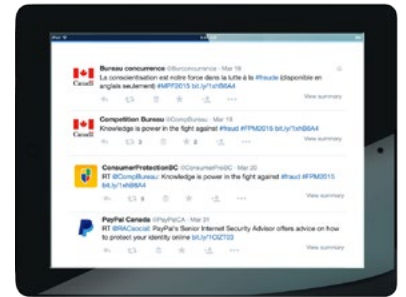 Bureau concurrence @Burconcurrence · Mar 18
La conscientisation est notre force dans la lutte à la #fraude (disponible en
anglais seulement) #MPF2015 bit.ly/1xhB6A4
View summary
Canada
Competition Bureau @CompBureau · Mar 18
Knowledge is power in the fight against #fraud #FPM2015 bit.ly/1xhB6A4
View summary
Canada
ConsumerProtectionBC @ConsumerProBC · Mar 20
RT @CompBureau: Knowledge is power in the fight against #fraud #FPM2015
bit.ly/1xhB6A4
View summary
PayPal Canada @PayPalCA · Mar 21
RT @RACsocial: PayPal's Senior Internet Security Advisor offers advice on how
to protect your identity online
View summary